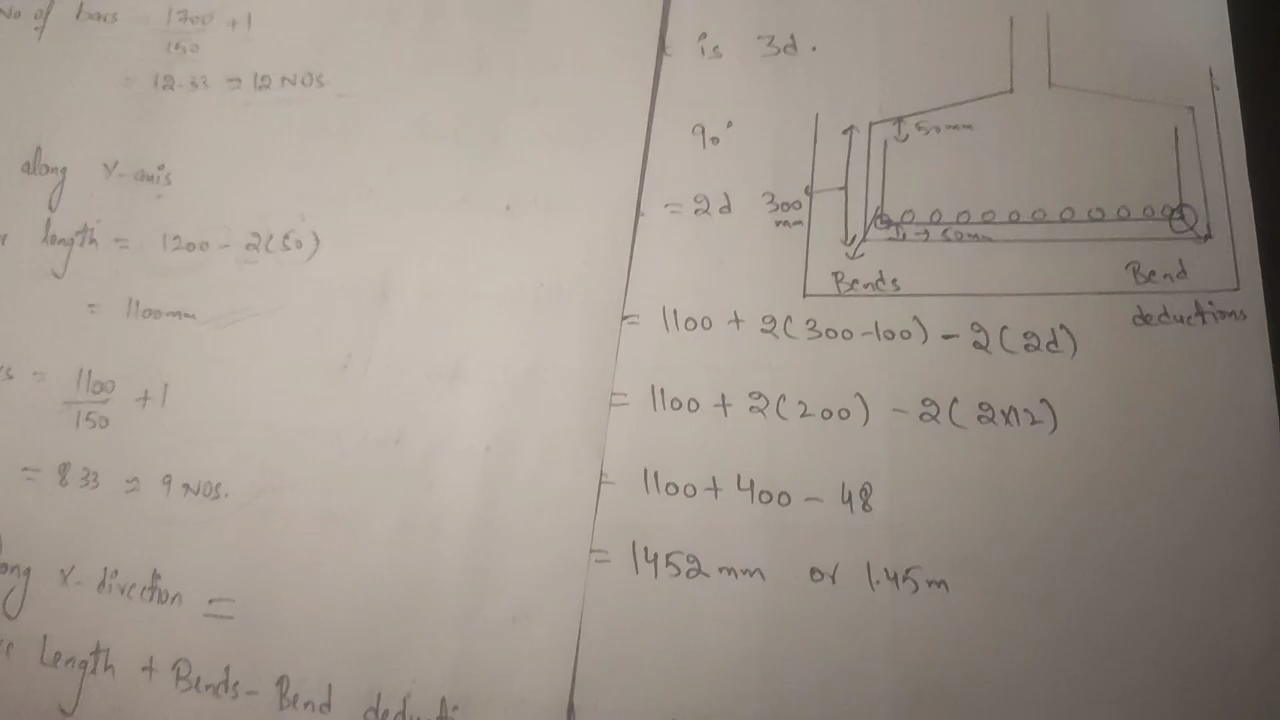 No of bars 1700/150 + 1
= 12.33 ≈ 12 NOS.
along Y-axis
length = 1200 - 2(50)
= 1100mm
= 1100/150 + 1
= 8.33 ≈ 9 NOS.
X-direction =
Length + Bends - Bend
is 3d.
90°
= 2d
300 mm
50mm
50mm
Bends
Bend deductions
= 1100 + 2(300-100) - 2(2d)
= 1100 + 2(200) - 2(2x12)
= 1100 + 400 - 48
= 1452 mm or 1.45m